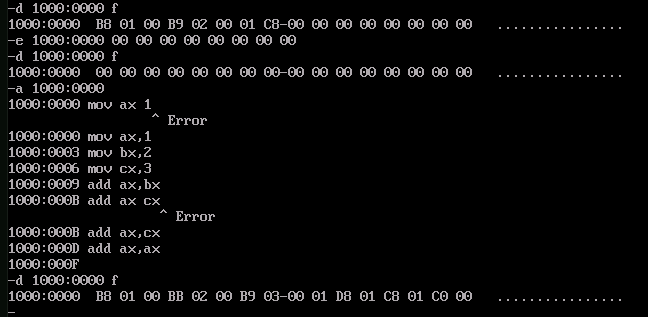 -d 1000:0000 f
1000:0000  B8 01 00 B9 02 00 01 C8-00 00 00 00 00 00 00 00   ................
-e 1000:0000 00 00 00 00 00 00 00 00
-d 1000:0000 f
1000:0000  00 00 00 00 00 00 00 00-00 00 00 00 00 00 00 00   ................
-a 1000:0000
1000:0000 mov ax 1
^ Error
1000:0000 mov ax,1
1000:0003 mov bx,2
1000:0006 mov cx,3
1000:0009 add ax,bx
1000:000B add ax cx
^ Error
1000:000B add ax,cx
1000:000D add ax,ax
1000:000F
-d 1000:0000 f
1000:0000  B8 01 00 BB 02 00 B9 03-00 01 D8 01 C8 01 C0 00   ................
-